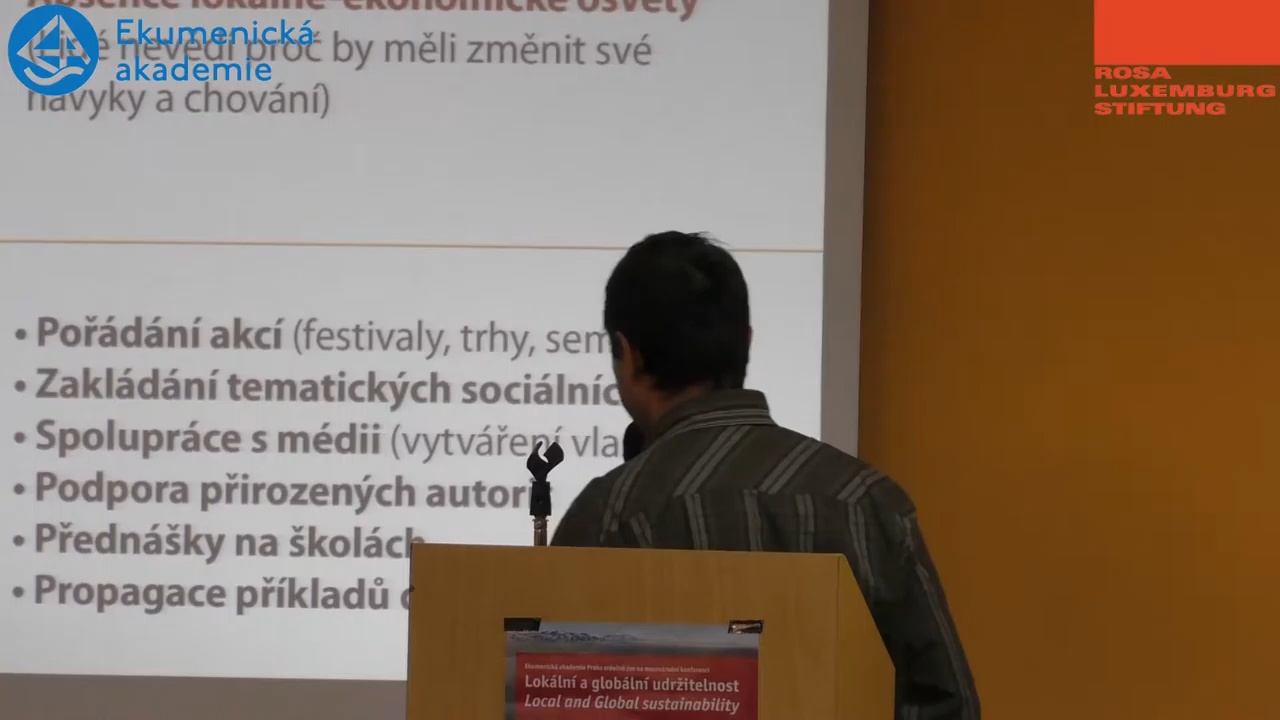 Absence lokálně-ekonomické osvěty
Ekumenická
akademie
nevědí proč by měli změnit své
návyky a chování)
ROSA
LUXEMBURG
STIFTUNG
• Pořádání akcí (festivaly, trhy, sem
• Zakládání tematických sociálníc
• Spolupráce s médii (vytváření vla
• Podpora přirozených autori
• Přednášky na školách
• Propagace příkladů
Ekumenická akademie Praha srdečně zve na mezinárodní konferenci
Lokální a globální udržitelnost
Local and Global sustainability